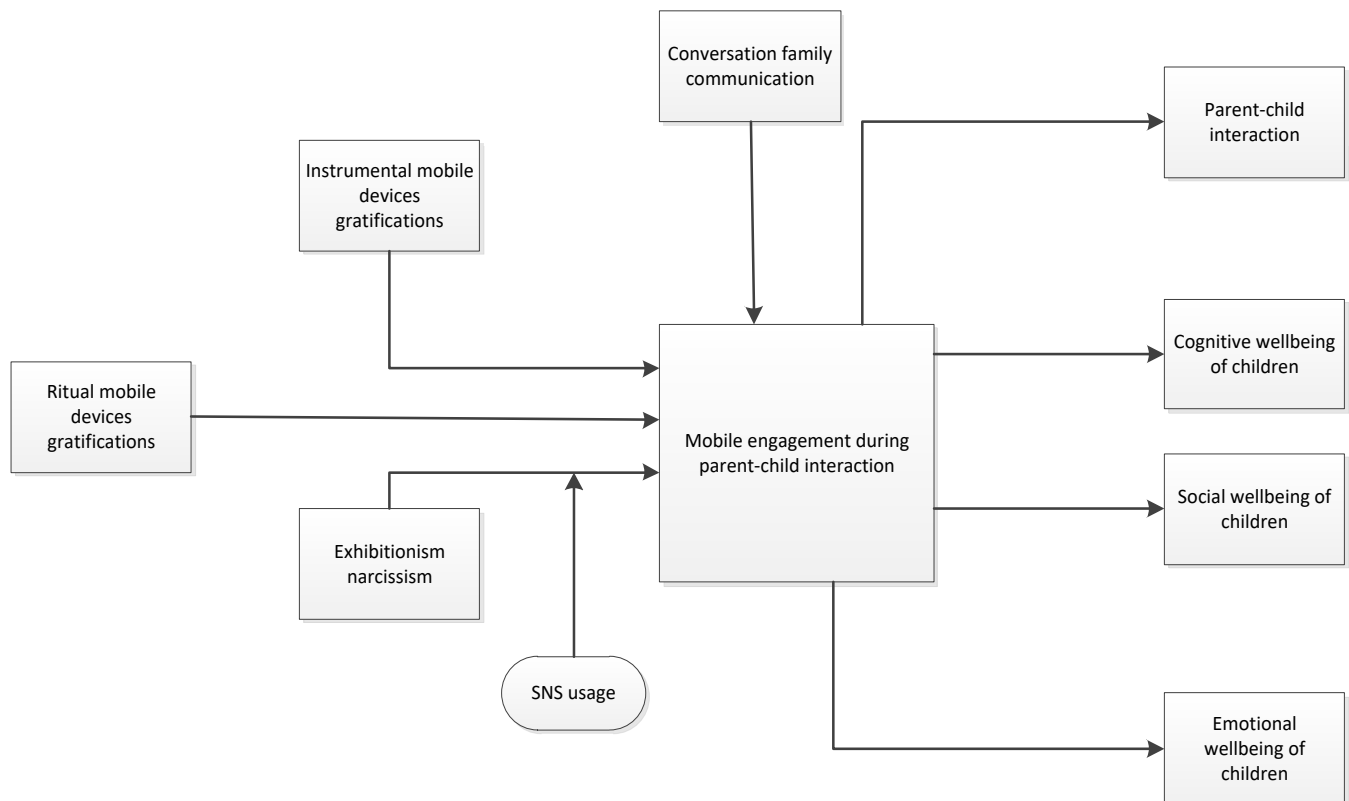 Conversation family
communication
Parent-child
interaction
Instrumental mobile
devices
gratifications
Cognitive wellbeing
of children
Ritual mobile
devices
gratifications
Mobile engagement during
parent-child interaction
Social wellbeing of
children
Exhibitionism
narcissism
SNS usage
Emotional
wellbeing of
children